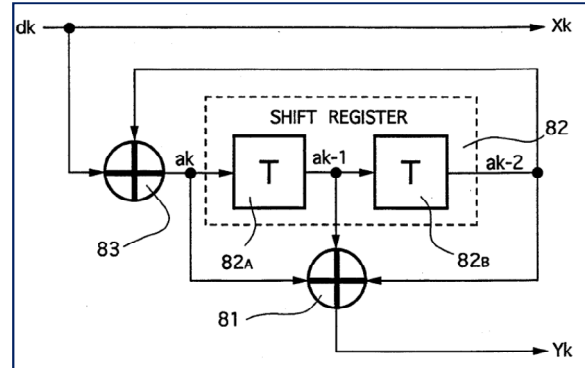 dk
Xk
SHIFT REGISTER
82
ak
T
ak-1
T
ak-2
83
82A
82B
81
Yk